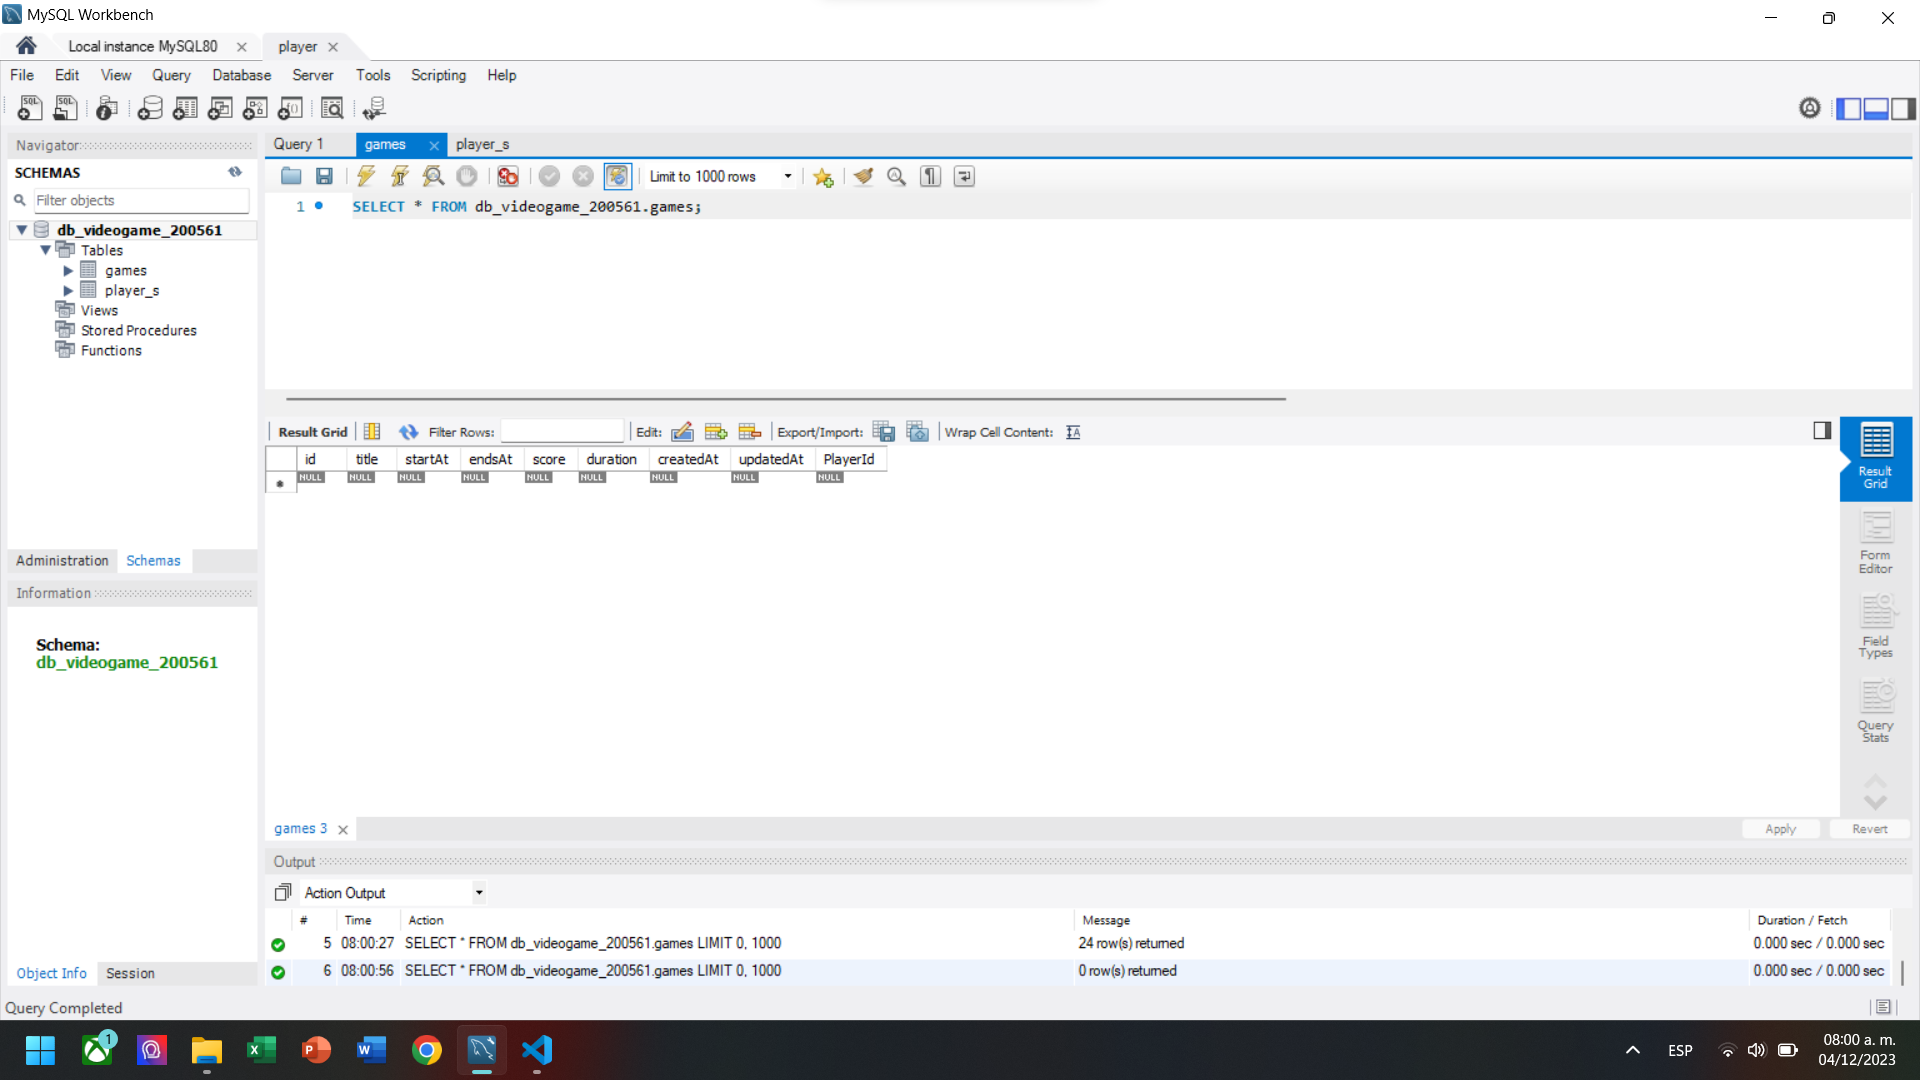 MySQL Workbench
Local instance MySQL80
player
File Edit View Query Database Server Tools Scripting Help
Navigator
SCHEMAS
Filter objects
db_videogame_200561
Tables
games
player_s
Views
Stored Procedures
Functions
Administration Schemas
Information
Schema:
db_videogame_200561
Object Info Session
Query 1 games player_s
Limit to 1000 rows
1 SELECT * FROM db_videogame_200561.games;
Result Grid Filter Rows: Edit: Export/Import: Wrap Cell Content:
id title startAt endsAt score duration createdAt updatedAt PlayerId
NULL NULL NULL NULL NULL NULL NULL NULL NULL
Result
Grid
Form
Editor
Field
Types
Query
Stats
games 3
Apply Revert
Output
Action Output
# Time Action Message Duration / Fetch
5 08:00:27 SELECT * FROM db_videogame_200561.games LIMIT 0, 1000 24 row(s) returned 0.000 sec / 0.000 sec
6 08:00:56 SELECT * FROM db_videogame_200561.games LIMIT 0, 1000 0 row(s) returned 0.000 sec / 0.000 sec
Query Completed
1
ESP
08:00 a. m.
04/12/2023